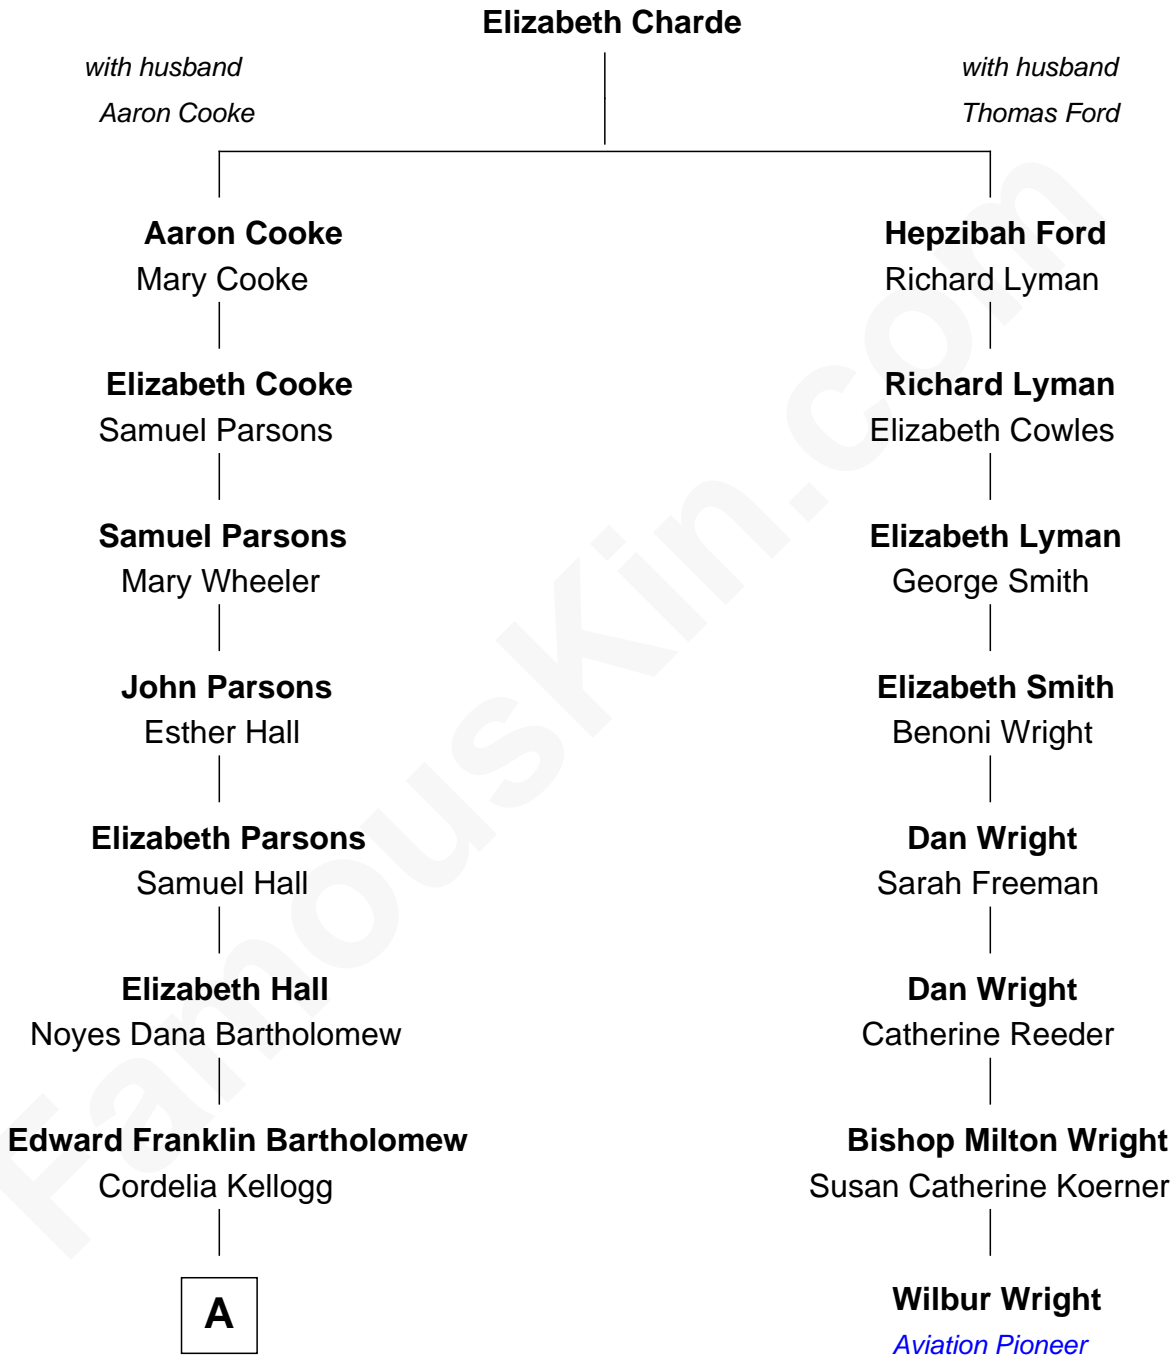 Elizabeth Charde
with husband
Aaron Cooke
with husband
Thomas Ford
Aaron Cooke
Mary Cooke
Hepzibah Ford
Richard Lyman
Elizabeth Cooke
Samuel Parsons
Richard Lyman
Elizabeth Cowles
Samuel Parsons
Mary Wheeler
Elizabeth Lyman
George Smith
John Parsons
Esther Hall
Elizabeth Smith
Benoni Wright
Elizabeth Parsons
Samuel Hall
Dan Wright
Sarah Freeman
Elizabeth Hall
Noyes Dana Bartholomew
Dan Wright
Catherine Reeder
Edward Franklin Bartholomew
Cordelia Kellogg
Bishop Milton Wright
Susan Catherine Koerner
A
Wilbur Wright
Aviation Pioneer
FamousKin.com